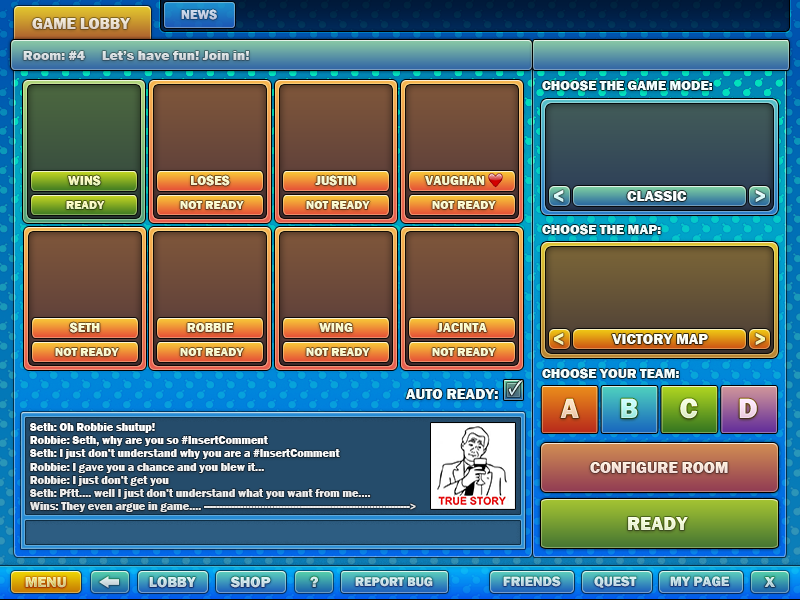 GAME LOBBY
NEWS
Room: #4 Let's have fun! Join in!
WINS
READY
LOSES
NOT READY
JUSTIN
NOT READY
VAUGHAN ❤
NOT READY
SETH
NOT READY
ROBBIE
NOT READY
WING
NOT READY
JACINTA
NOT READY
AUTO READY:
Seth: Oh Robbie shutup!
Robbie: Seth, why are you so #InsertComment
Seth: I just don't understand why you are a #InsertComment
Robbie: I gave you a chance and you blew it...
Robbie: I just don't get you
Seth: Pftt.... well I just don't understand what you want from me....
Wins: They even argue in game.... ------------------------------------------------------------>
TRUE STORY
CHOOSE THE GAME MODE:
< CLASSIC >
CHOOSE THE MAP:
< VICTORY MAP >
CHOOSE YOUR TEAM:
A B C D
CONFIGURE ROOM
READY
MENU LOBBY SHOP ? REPORT BUG FRIENDS QUEST MY PAGE X